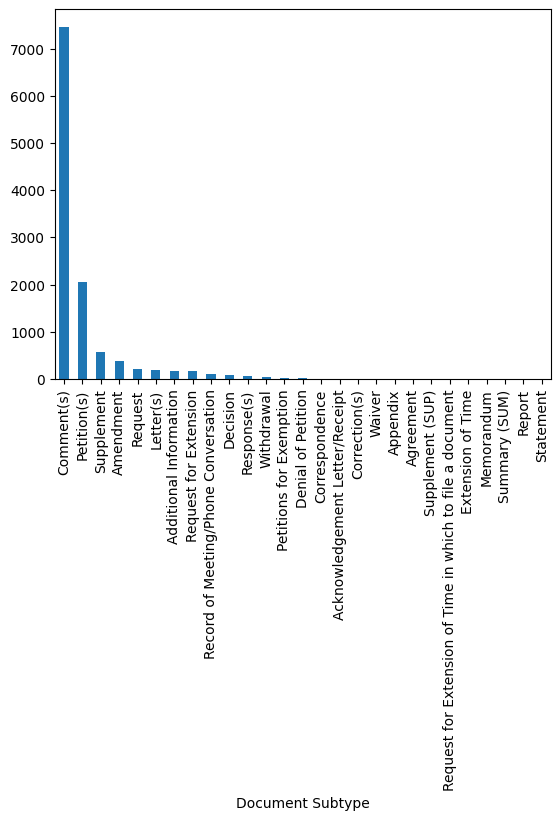 7000
6000
5000
4000
3000
2000
1000
0
Comment(s)
Petition(s)
Supplement
Amendment
Request
Letter(s)
Additional Information
Request for Extension
Record of Meeting/Phone Conversation
Decision
Response(s)
Withdrawal
Petitions for Exemption
Denial of Petition
Correspondence
Acknowledgement Letter/Receipt
Correction(s)
Waiver
Appendix
Agreement
Supplement (SUP)
Request for Extension of Time in which to file a document
Extension of Time
Memorandum
Summary (SUM)
Report
Statement
Document Subtype